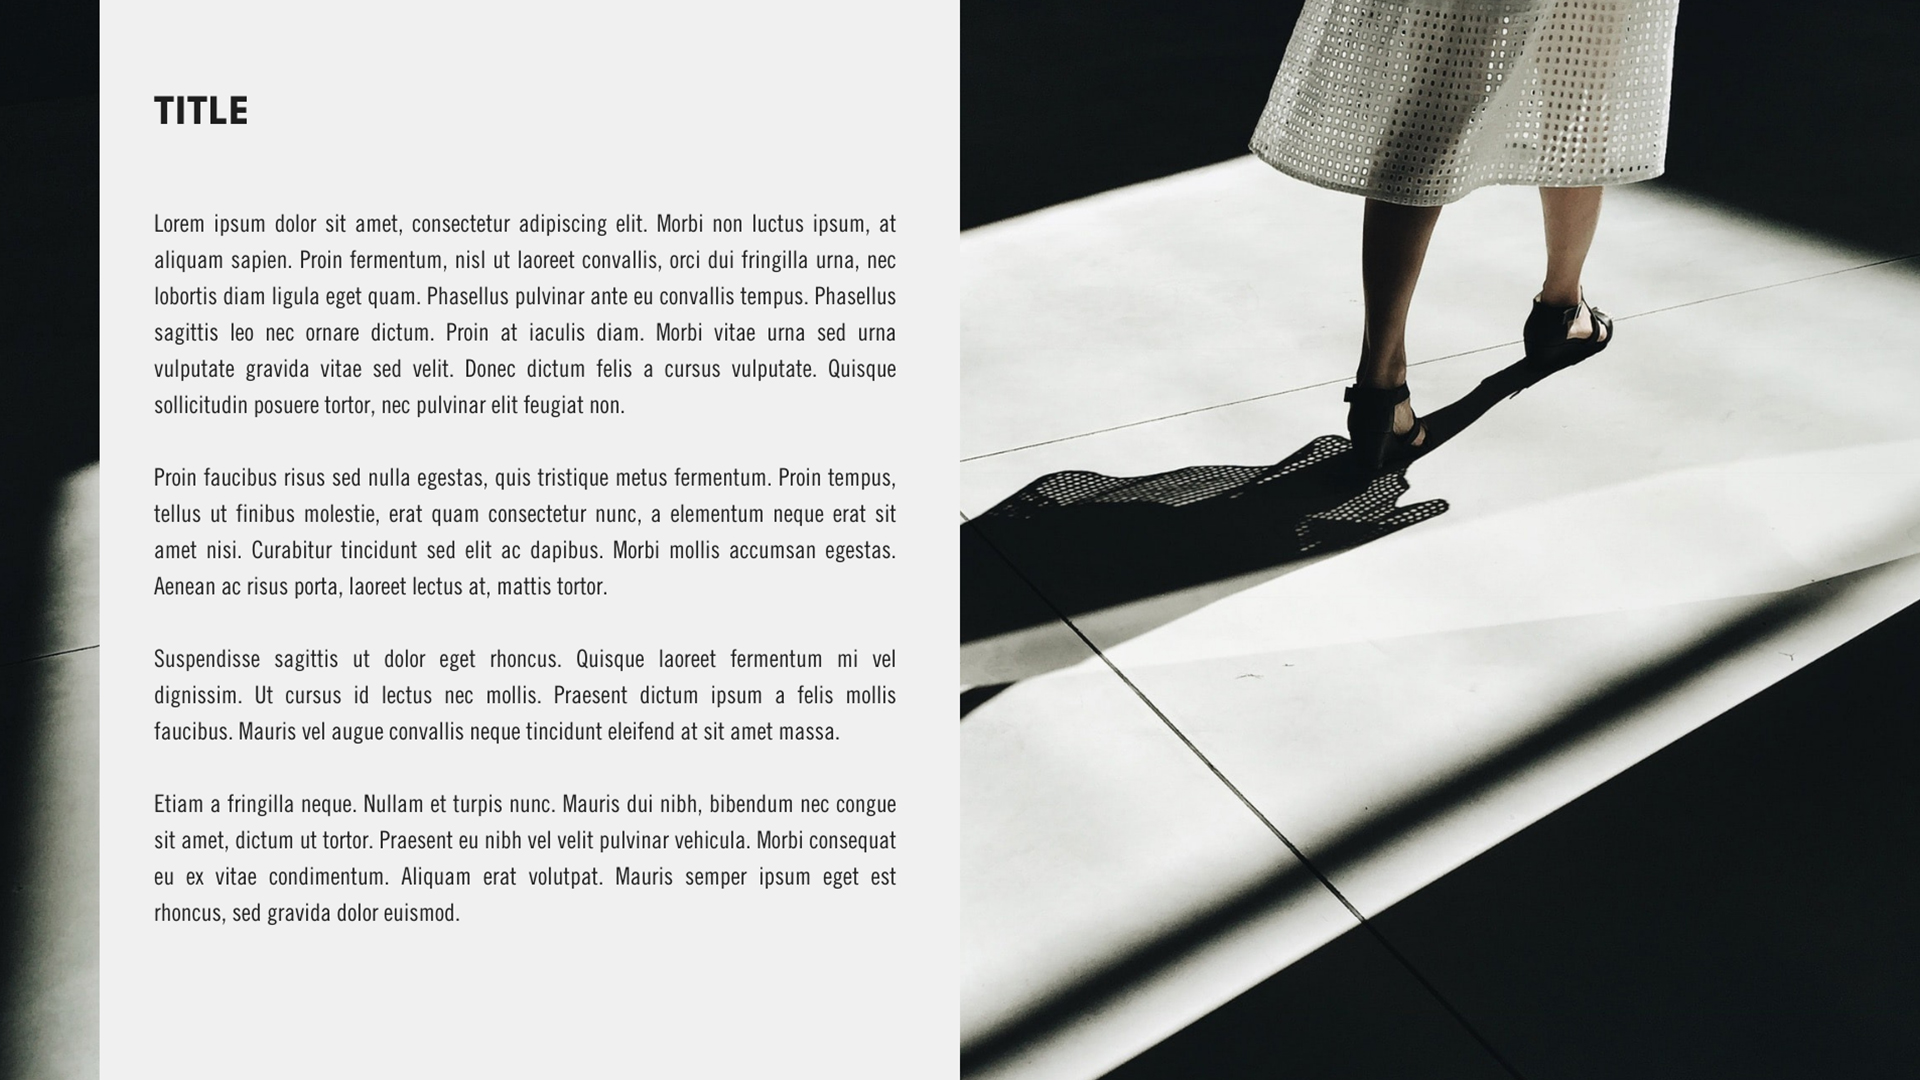 TITLE
Lorem ipsum dolor sit amet, consectetur adipiscing elit. Morbi non luctus ipsum, at
aliquam sapien. Proin fermentum, nisl ut laoreet convallis, orci dui fringilla urna, nec
lobortis diam ligula eget quam. Phasellus pulvinar ante eu convallis tempus. Phasellus
sagittis leo nec ornare dictum. Proin at iaculis diam. Morbi vitae urna sed urna
vulputate gravida vitae sed velit. Donec dictum felis a cursus vulputate. Quisque
sollicitudin posuere tortor, nec pulvinar elit feugiat non.
Proin faucibus risus sed nulla egestas, quis tristique metus fermentum. Proin tempus,
tellus ut finibus molestie, erat quam consectetur nunc, a elementum neque erat sit
amet nisi. Curabitur tincidunt sed elit ac dapibus. Morbi mollis accumsan egestas.
Aenean ac risus porta, laoreet lectus at, mattis tortor.
Suspendisse sagittis ut dolor eget rhoncus. Quisque laoreet fermentum mi vel
dignissim. Ut cursus id lectus nec mollis. Praesent dictum ipsum a felis mollis
faucibus. Mauris vel augue convallis neque tincidunt eleifend at sit amet massa.
Etiam a fringilla neque. Nullam et turpis nunc. Mauris dui nibh, bibendum nec congue
sit amet, dictum ut tortor. Praesent eu nibh vel velit pulvinar vehicula. Morbi consequat
eu ex vitae condimentum. Aliquam erat volutpat. Mauris semper ipsum eget est
rhoncus, sed gravida dolor euismod.